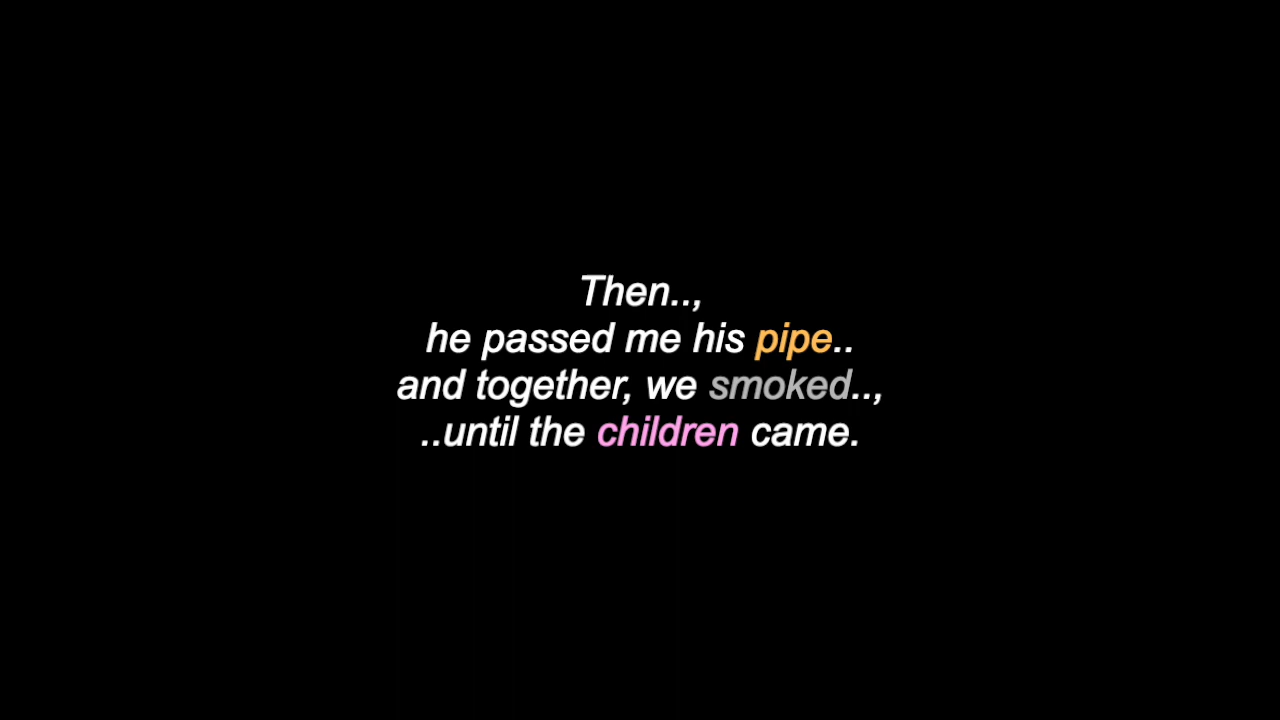 Then..,
he passed me his pipe..
and together, we smoked..,
..until the children came.